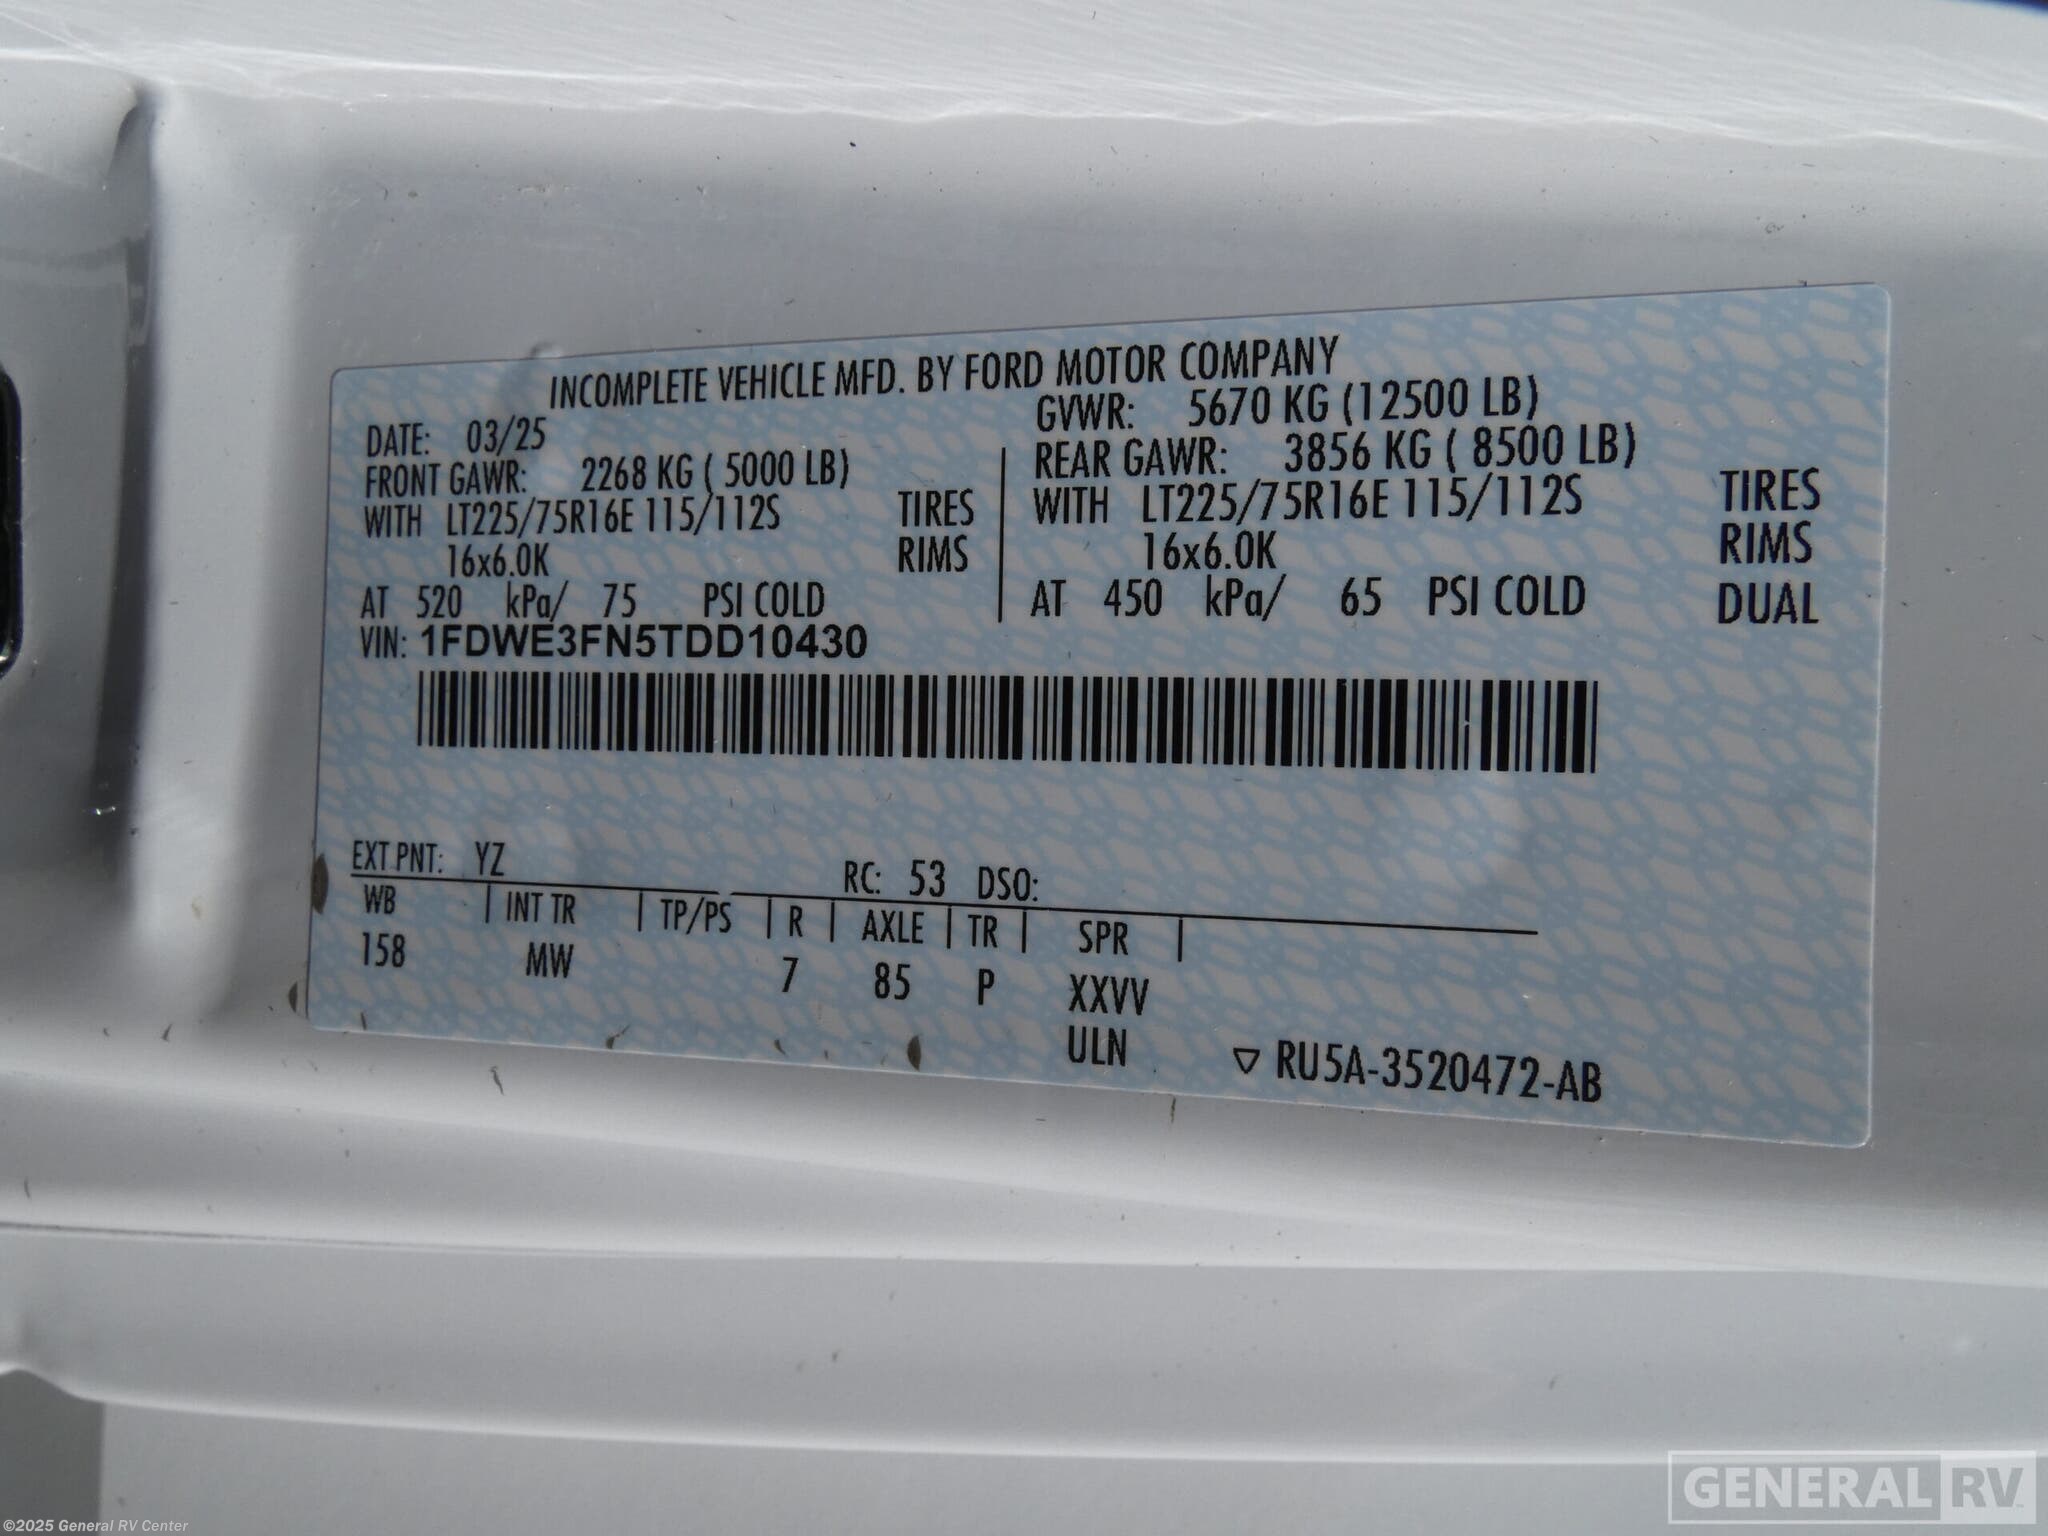 INCOMPLETE VEHICLE MFD. BY FORD MOTOR COMPANY
DATE: 03/25 GVWR: 5670 KG (12500 LB)
FRONT GAWR: 2268 KG ( 5000 LB) REAR GAWR: 3856 KG ( 8500 LB)
WITH LT225/75R16E 115/112S TIRES WITH LT225/75R16E 115/112S TIRES
16x6.0K RIMS 16x6.0K RIMS
AT 520 kPa/ 75 PSI COLD AT 450 kPa/ 65 PSI COLD DUAL
VIN: 1FDWE3FN5TDD10430
EXT PNT: YZ RC: 53 DSO:
WB | INT TR | TP/PS | R | AXLE | TR | SPR |
158 MW 7 85 P XXVV
ULN ▽ RU5A-3520472-AB
GENERAL RV
©2025 General RV Center